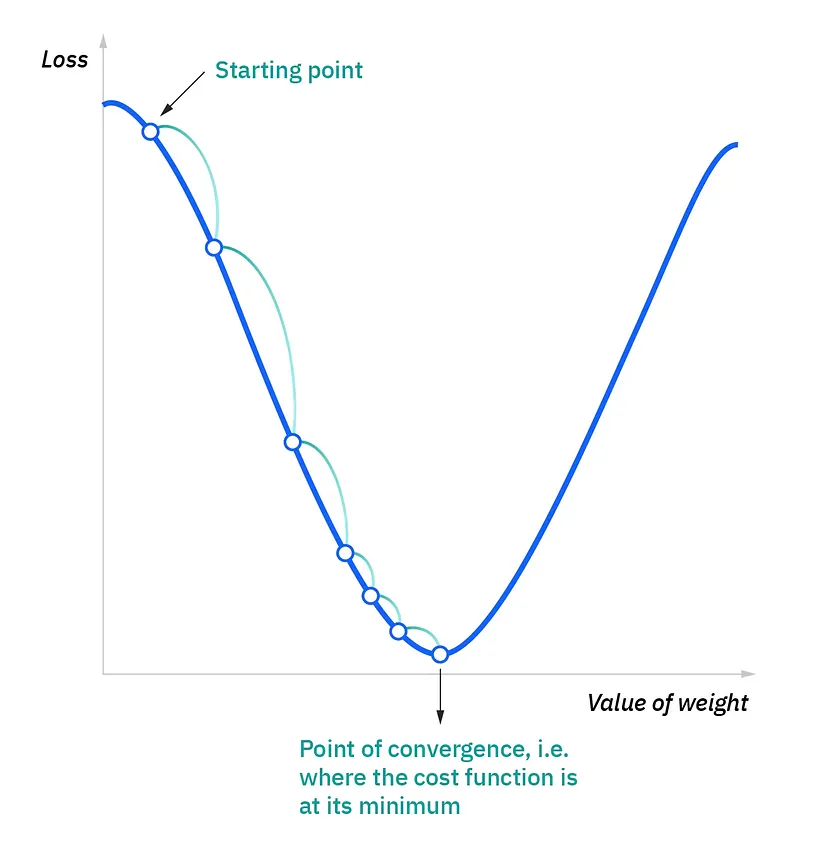 Loss
Starting point
Value of weight
Point of convergence, i.e.
where the cost function is
at its minimum